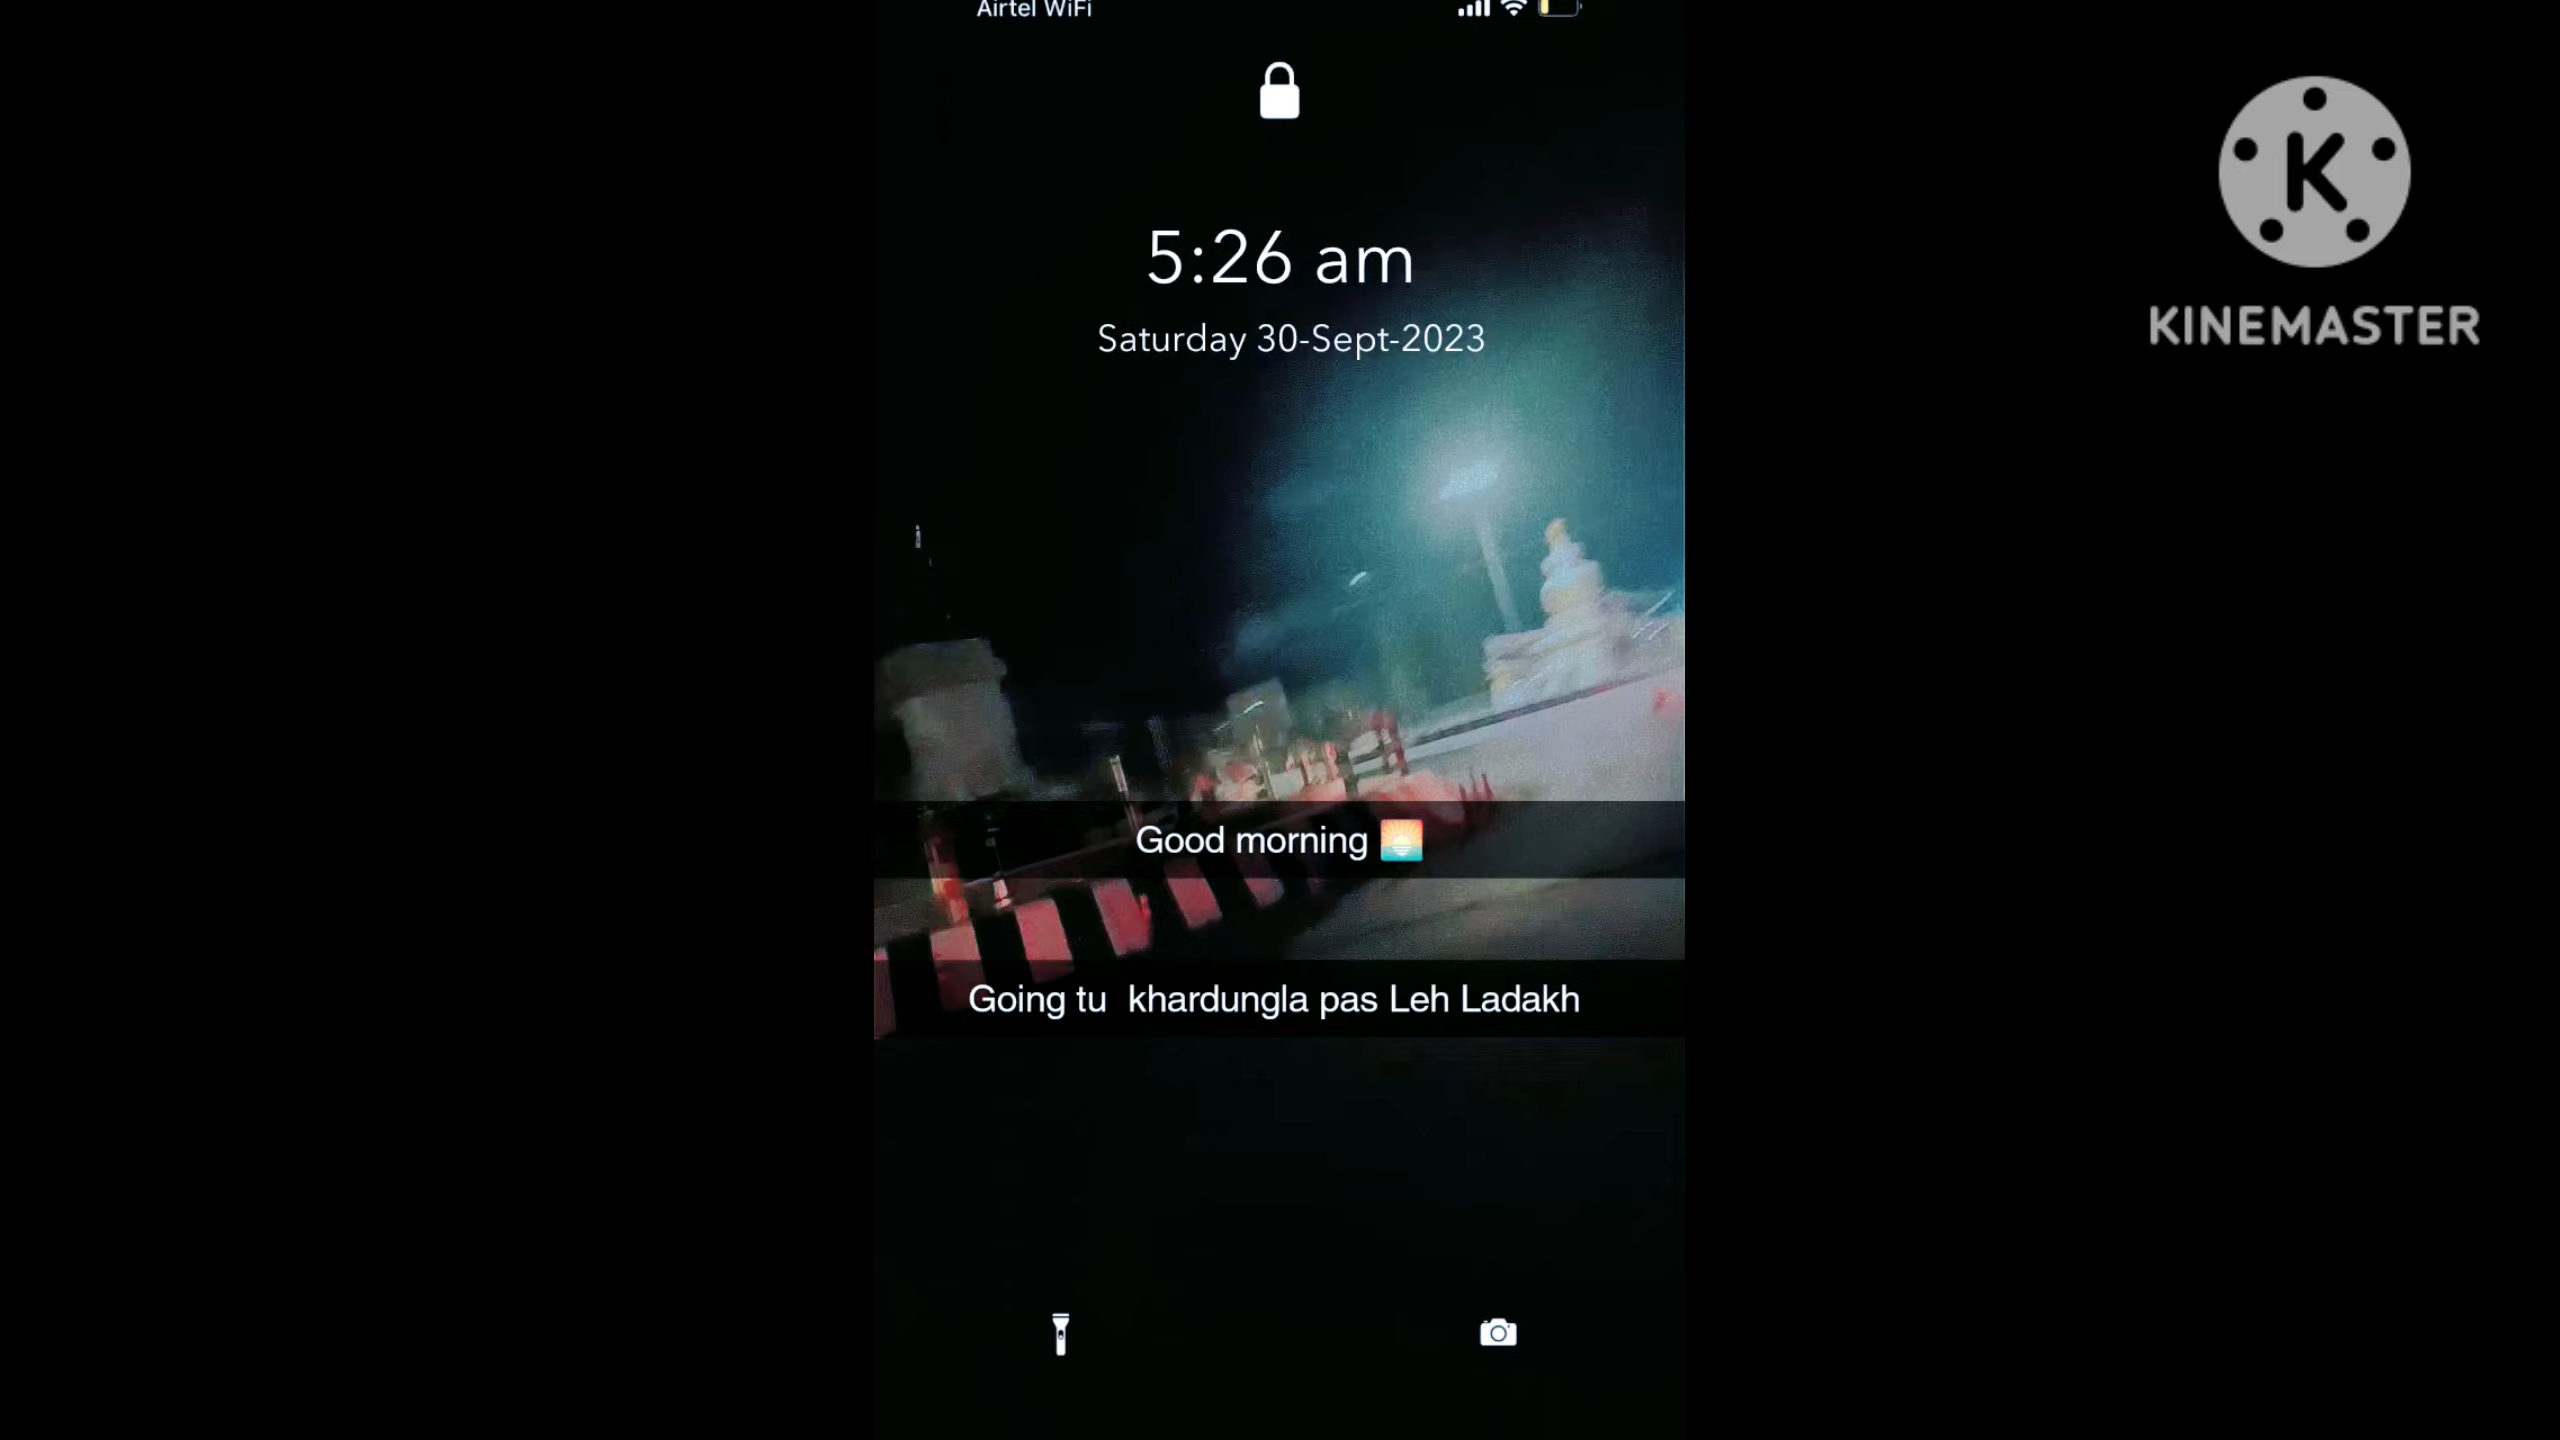 Airtel WiFi
K
KINEMASTER
5:26 am
Saturday 30-Sept-2023
Good morning 🌅
Going tu  khardungla pas Leh Ladakh